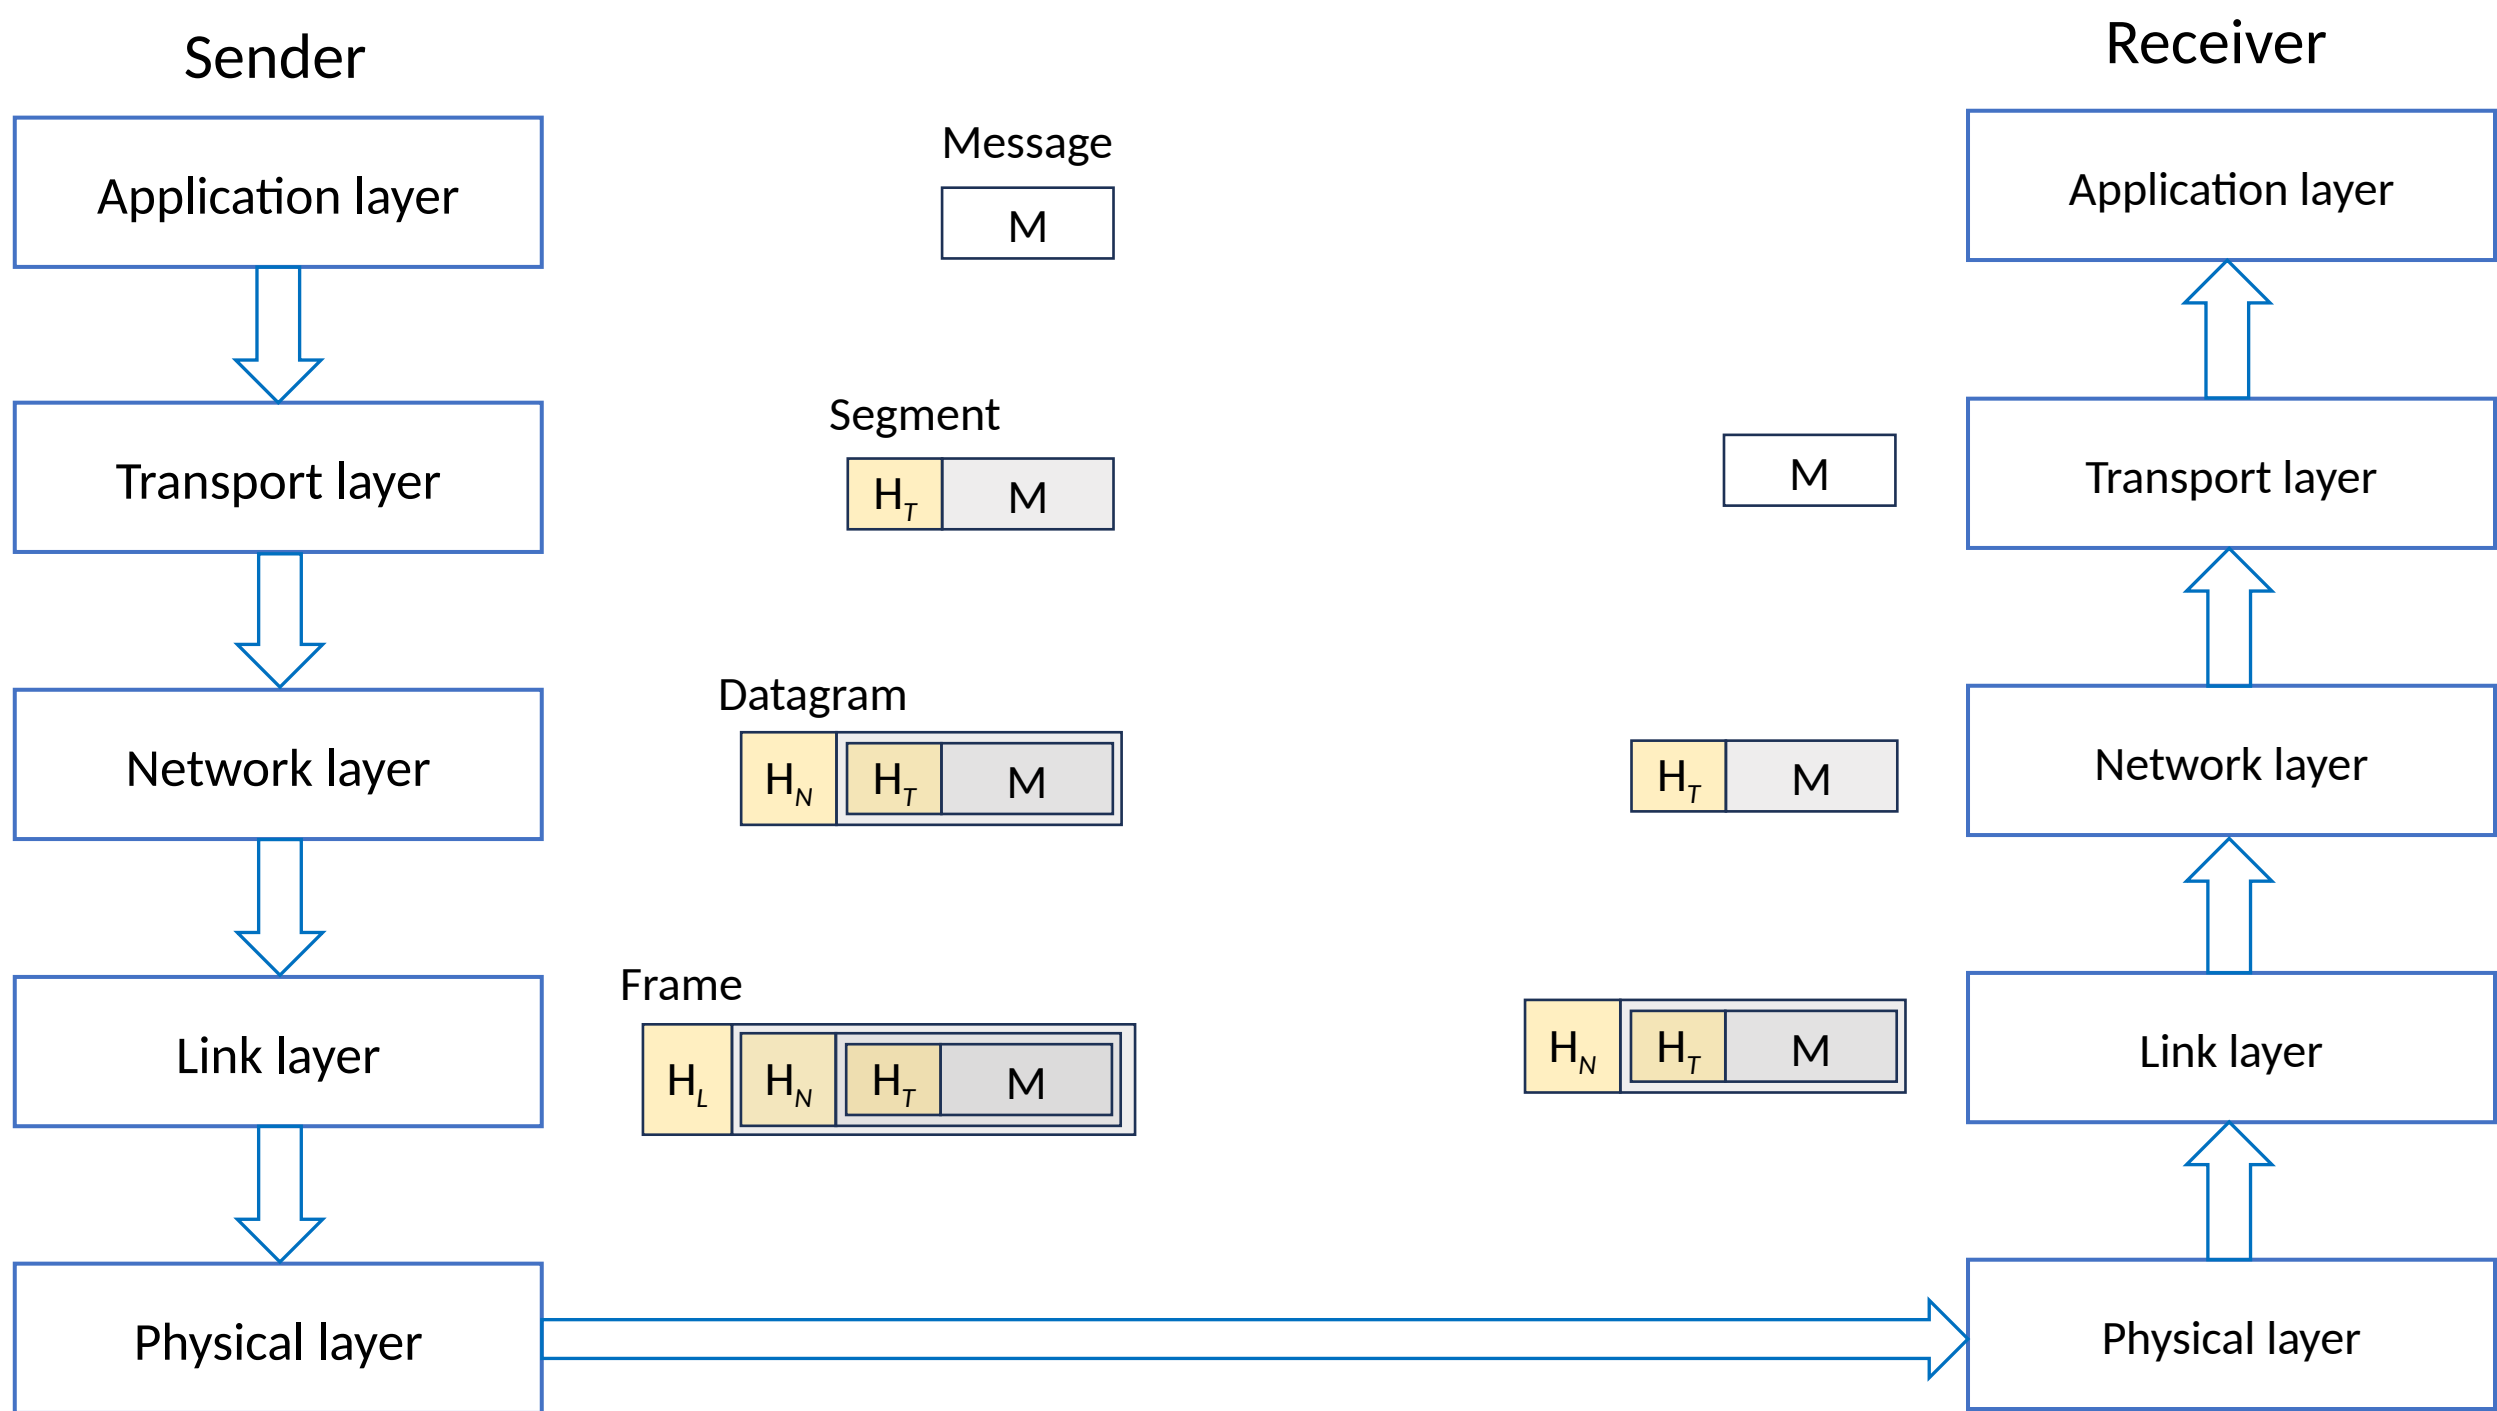 Sender
Receiver
Application layer
Message
M
Application layer
Transport layer
Segment
H_T M
M
Transport layer
Network layer
Datagram
H_N H_T M
H_T M
Network layer
Link layer
Frame
H_L H_N H_T M
H_N H_T M
Link layer
Physical layer
Physical layer